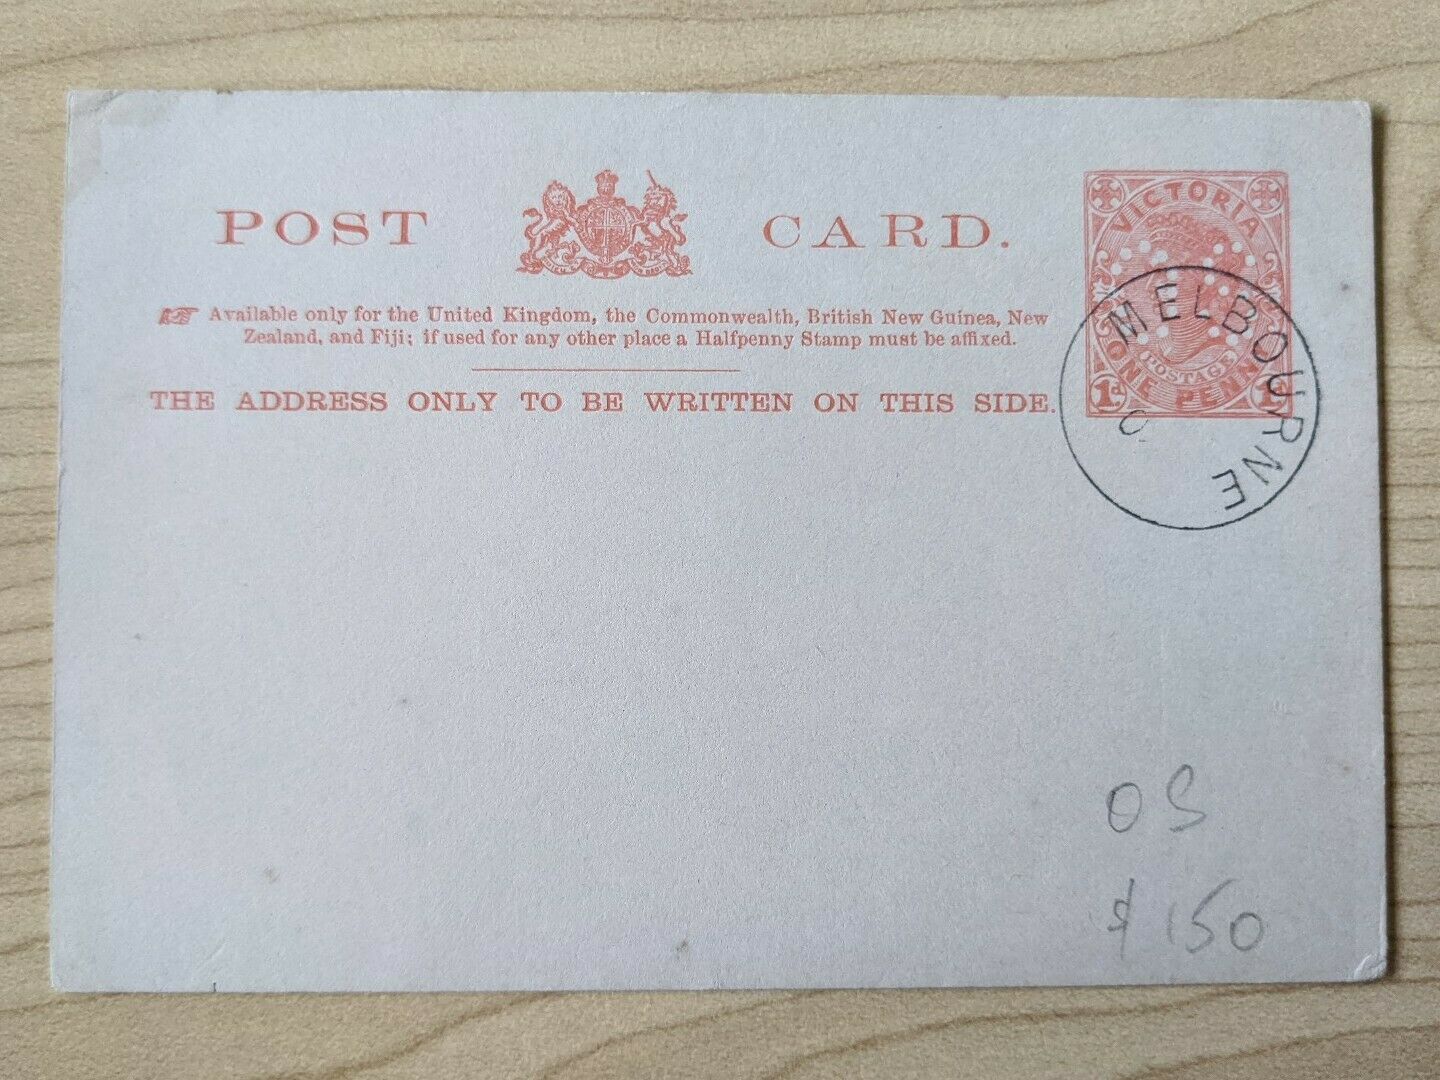 POST CARD.
VICTORIA
☞ Available only for the United Kingdom, the Commonwealth, British New Guinea, New
Zealand, and Fiji; if used for any other place a Halfpenny Stamp must be affixed.
THE ADDRESS ONLY TO BE WRITTEN ON THIS SIDE.
POSTAGE
ONE PENNY
1d 1d
MELBOURNE
OS
$150